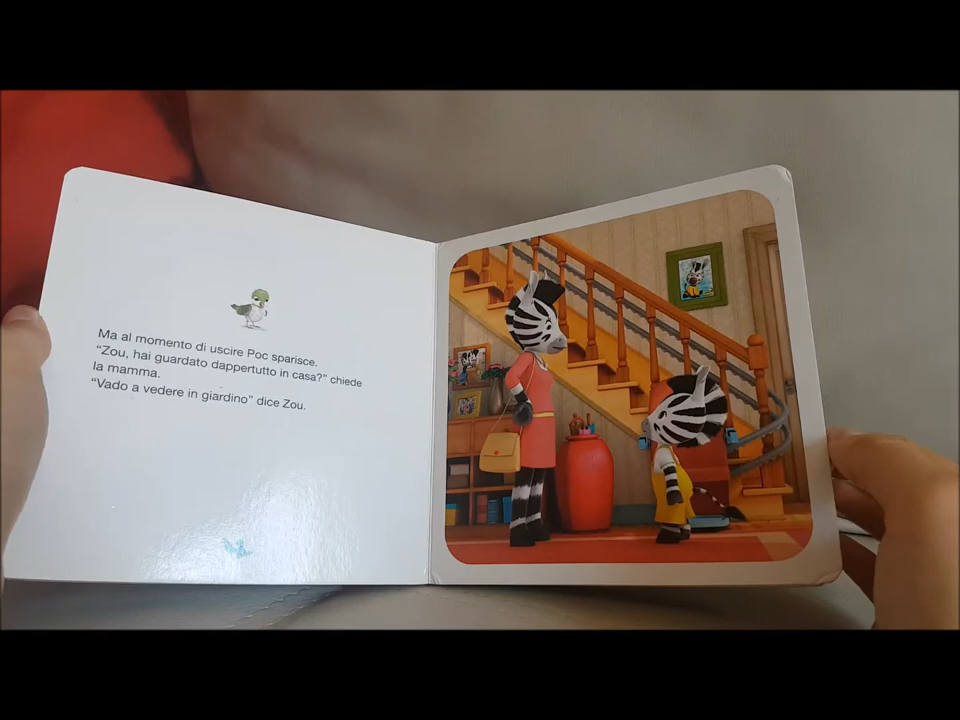 Ma al momento di uscire Poc sparisce.
“Zou, hai guardato dappertutto in casa?” chiede
la mamma.
“Vado a vedere in giardino” dice Zou.